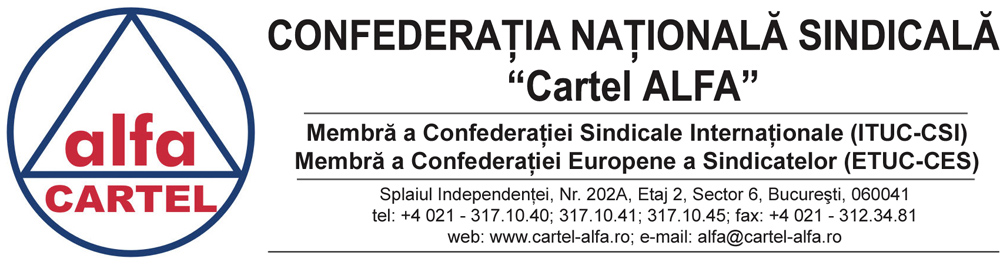 alfa
CARTEL
CONFEDERAȚIA NAȚIONALĂ SINDICALĂ
“Cartel ALFA”
Membră a Confederației Sindicale Internaționale (ITUC-CSI)
Membră a Confederației Europene a Sindicatelor (ETUC-CES)
Splaiul Independenței, Nr. 202A, Etaj 2, Sector 6, București, 060041
tel: +4 021 - 317.10.40; 317.10.41; 317.10.45; fax: +4 021 - 312.34.81
web: www.cartel-alfa.ro; e-mail: alfa@cartel-alfa.ro